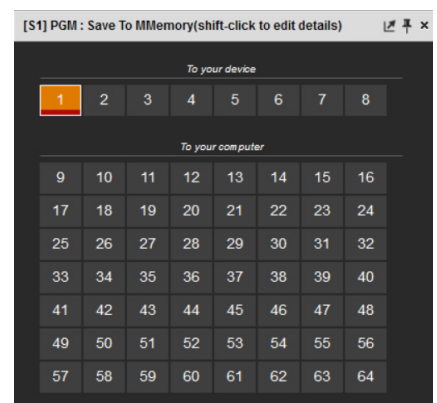 [S1] PGM : Save To MMemory(shift-click to edit details)
To your device
1 2 3 4 5 6 7 8
To your computer
9 10 11 12 13 14 15 16
17 18 19 20 21 22 23 24
25 26 27 28 29 30 31 32
33 34 35 36 37 38 39 40
41 42 43 44 45 46 47 48
49 50 51 52 53 54 55 56
57 58 59 60 61 62 63 64